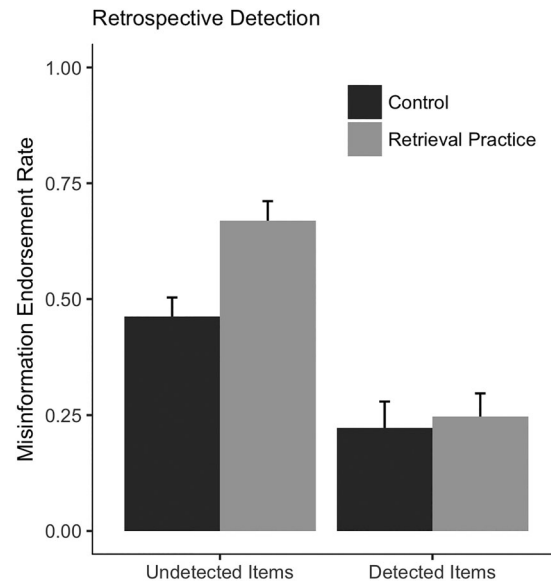 Retrospective Detection
1.00
0.75
0.50
0.25
0.00
Misinformation Endorsement Rate
Control
Retrieval Practice
Undetected Items
Detected Items